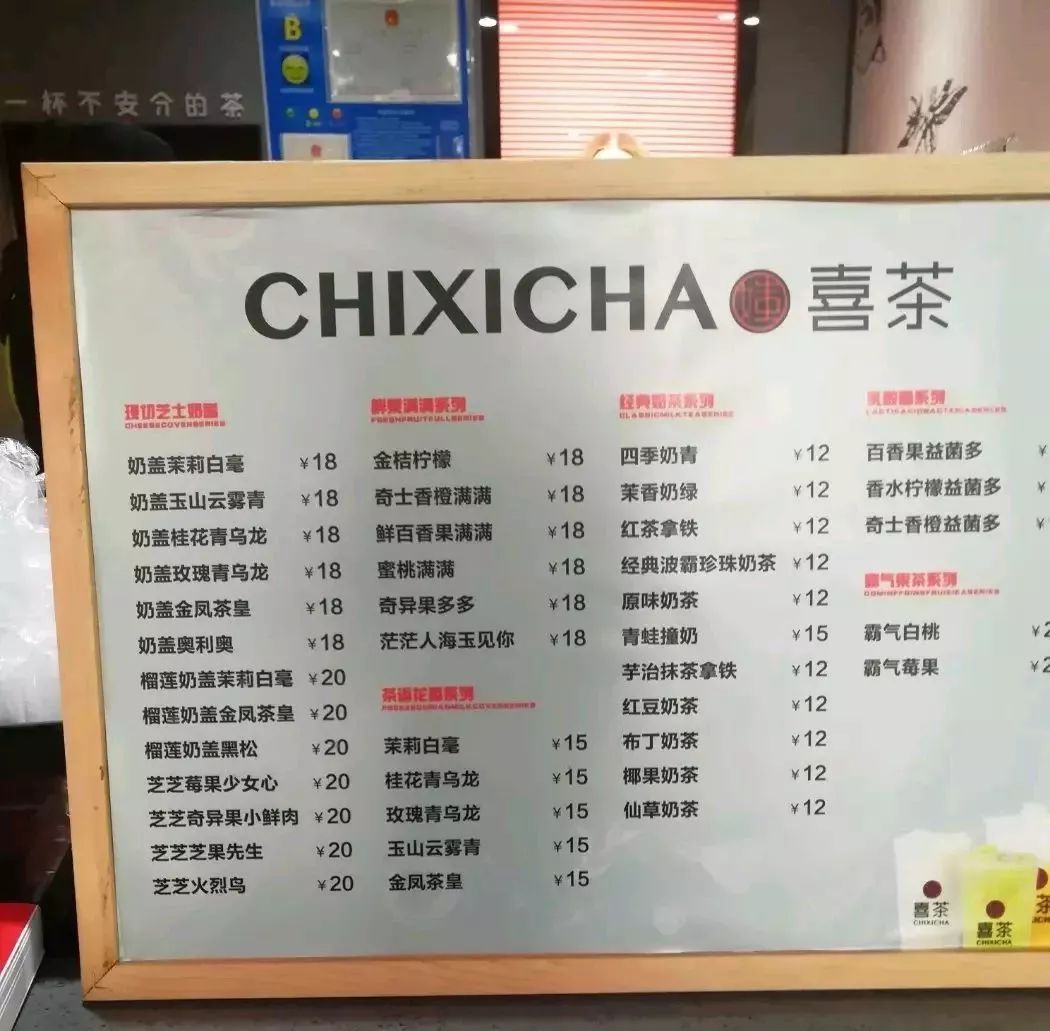 B
一杯不安分的茶
CHIXICHA 喜茶
现切芝士奶盖
CHEESECOVERSERIES
奶盖茉莉白毫 ¥18
奶盖玉山云雾青 ¥18
奶盖桂花青乌龙 ¥18
奶盖玫瑰青乌龙 ¥18
奶盖金凤茶皇 ¥18
奶盖奥利奥 ¥18
榴莲奶盖茉莉白毫 ¥20
榴莲奶盖金凤茶皇 ¥20
榴莲奶盖黑松 ¥20
芝芝莓果少女心 ¥20
芝芝奇异果小鲜肉 ¥20
芝芝芝果先生 ¥20
芝芝火烈鸟 ¥20
鲜果满满系列
FRESHFRUITFULLSERIES
金桔柠檬 ¥18
奇士香橙满满 ¥18
鲜百香果满满 ¥18
蜜桃满满 ¥18
奇异果多多 ¥18
茫茫人海玉见你 ¥18
茉莉白毫 ¥15
桂花青乌龙 ¥15
玫瑰青乌龙 ¥15
玉山云雾青 ¥15
金凤茶皇 ¥15
经典奶茶系列
CLASSICMILKTEASERIES
四季奶青 ¥12
茉香奶绿 ¥12
红茶拿铁 ¥12
经典波霸珍珠奶茶 ¥12
原味奶茶 ¥12
青蛙撞奶 ¥15
芋治抹茶拿铁 ¥12
红豆奶茶 ¥12
布丁奶茶 ¥12
椰果奶茶 ¥12
仙草奶茶 ¥12
乳酸菌系列
LACTICACIDBACTERIASERIES
百香果益菌多 ¥
香水柠檬益菌多 ¥
奇士香橙益菌多 ¥
霸气果茶系列
霸气白桃 ¥2
霸气莓果 ¥2
喜茶
CHIXICHA
喜茶
CHIXICHA